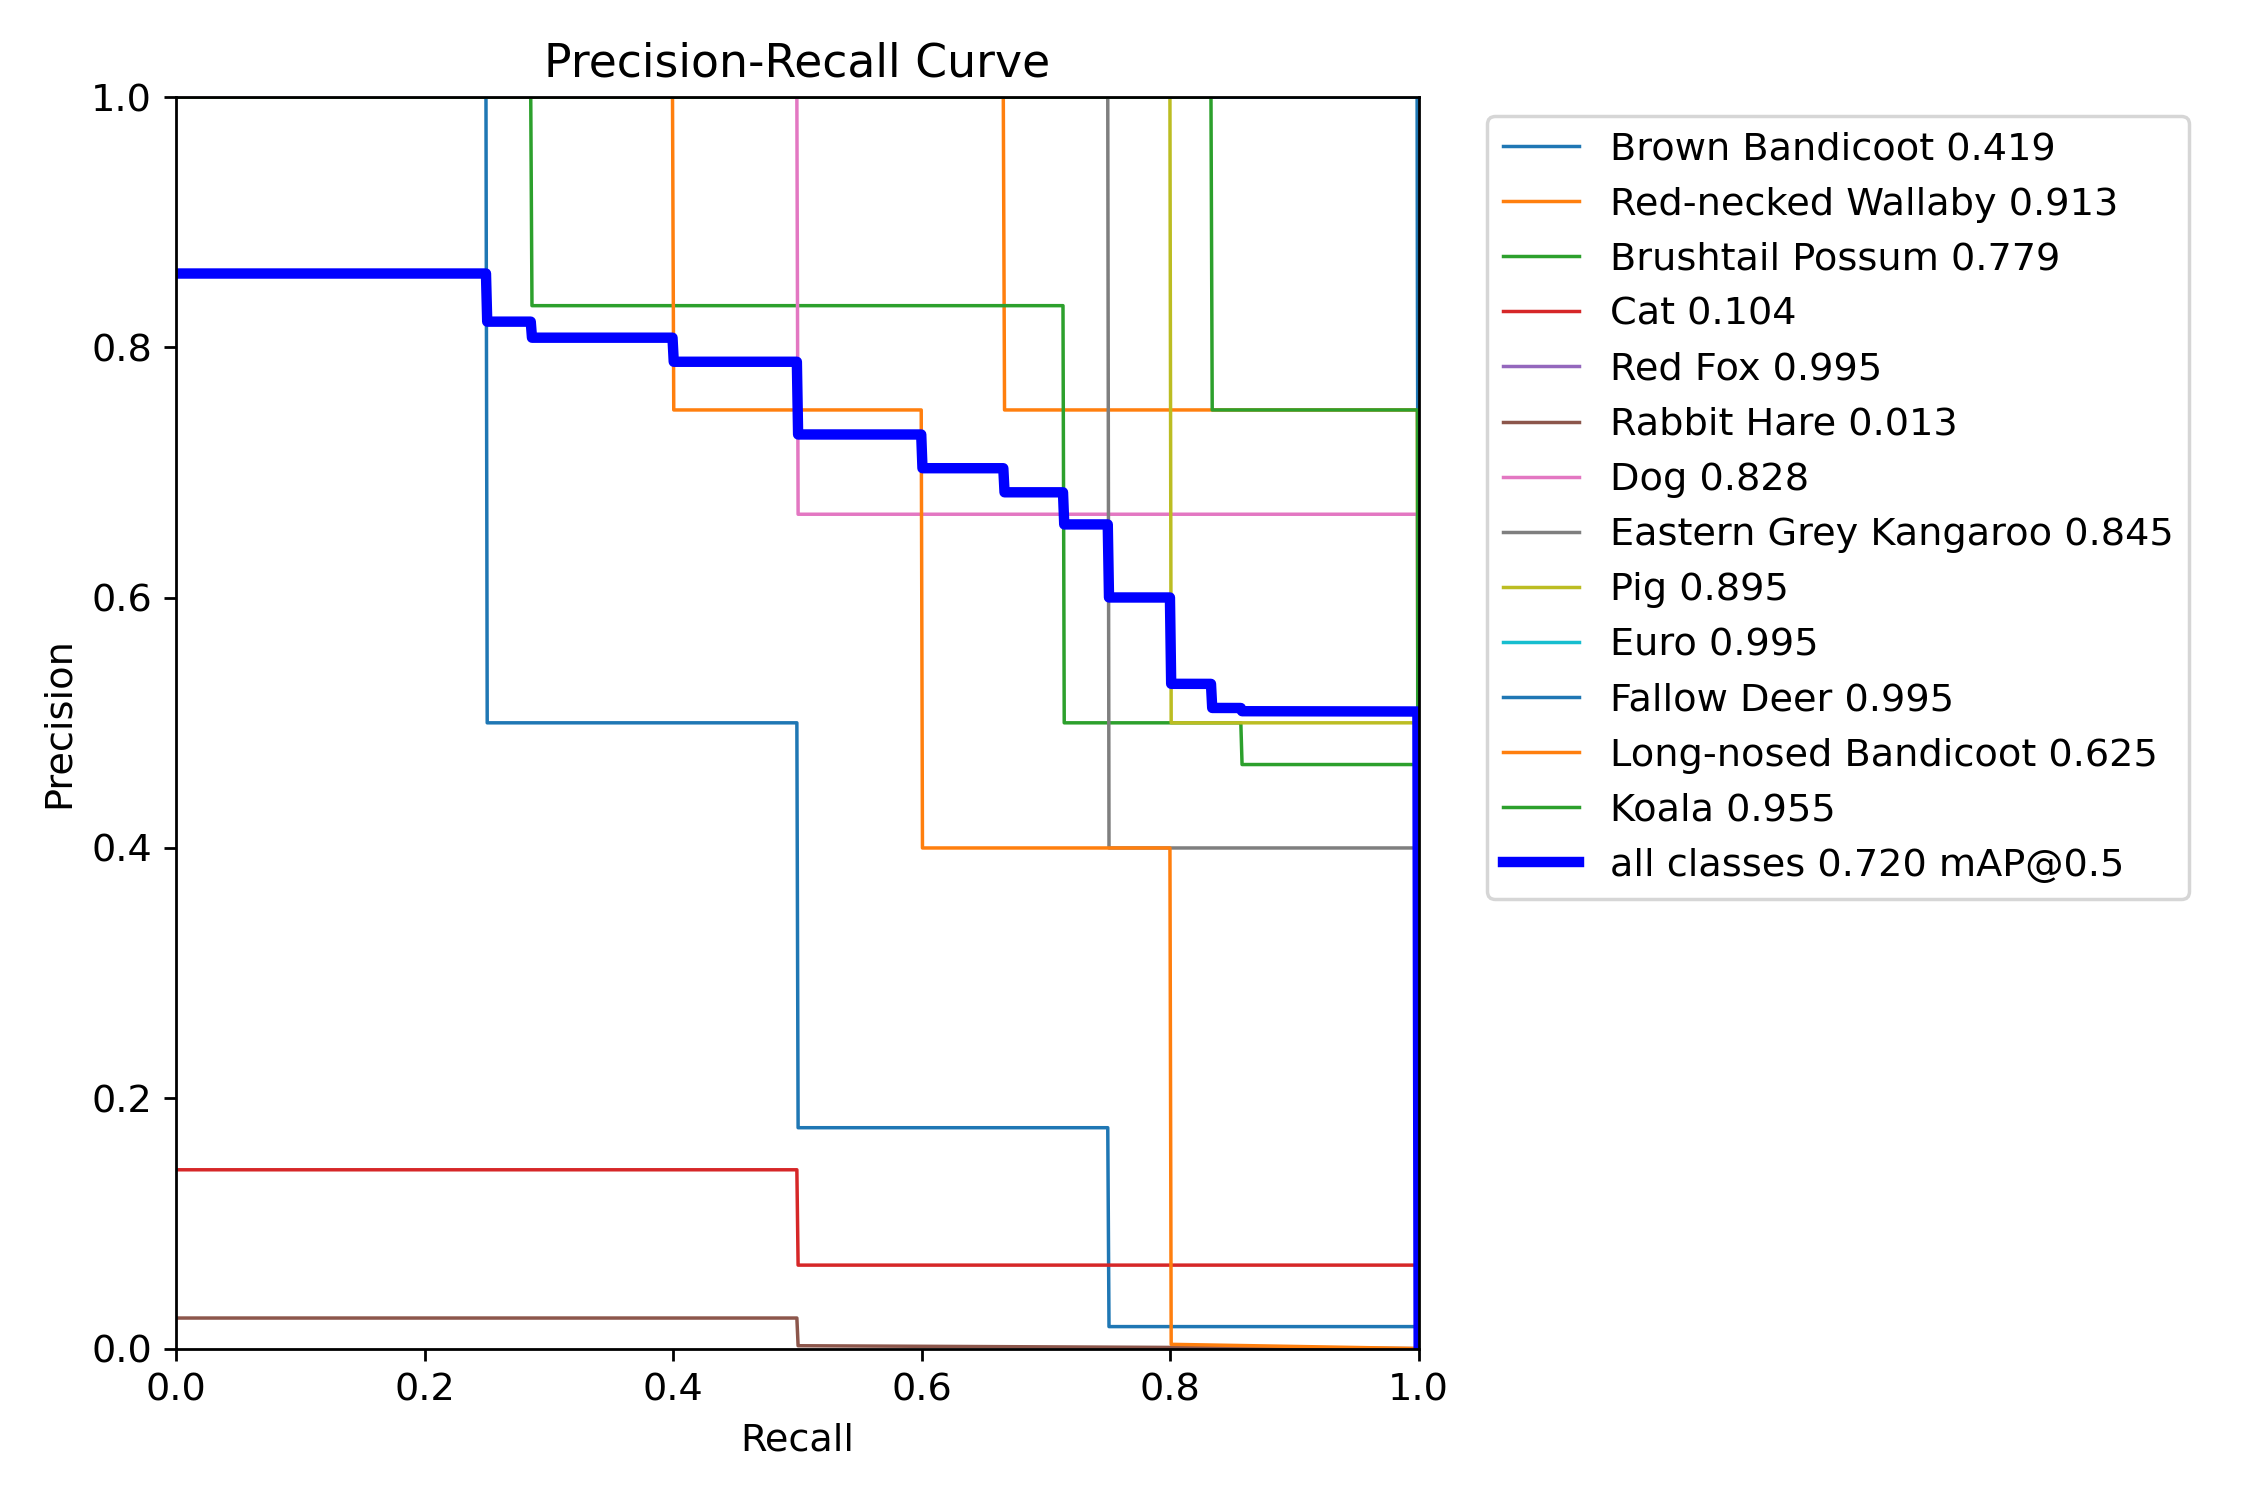 Precision-Recall Curve
1.0
0.8
0.6
0.4
0.2
0.0
Precision
0.0 0.2 0.4 0.6 0.8 1.0
Recall
Brown Bandicoot 0.419
Red-necked Wallaby 0.913
Brushtail Possum 0.779
Cat 0.104
Red Fox 0.995
Rabbit Hare 0.013
Dog 0.828
Eastern Grey Kangaroo 0.845
Pig 0.895
Euro 0.995
Fallow Deer 0.995
Long-nosed Bandicoot 0.625
Koala 0.955
all classes 0.720 mAP@0.5